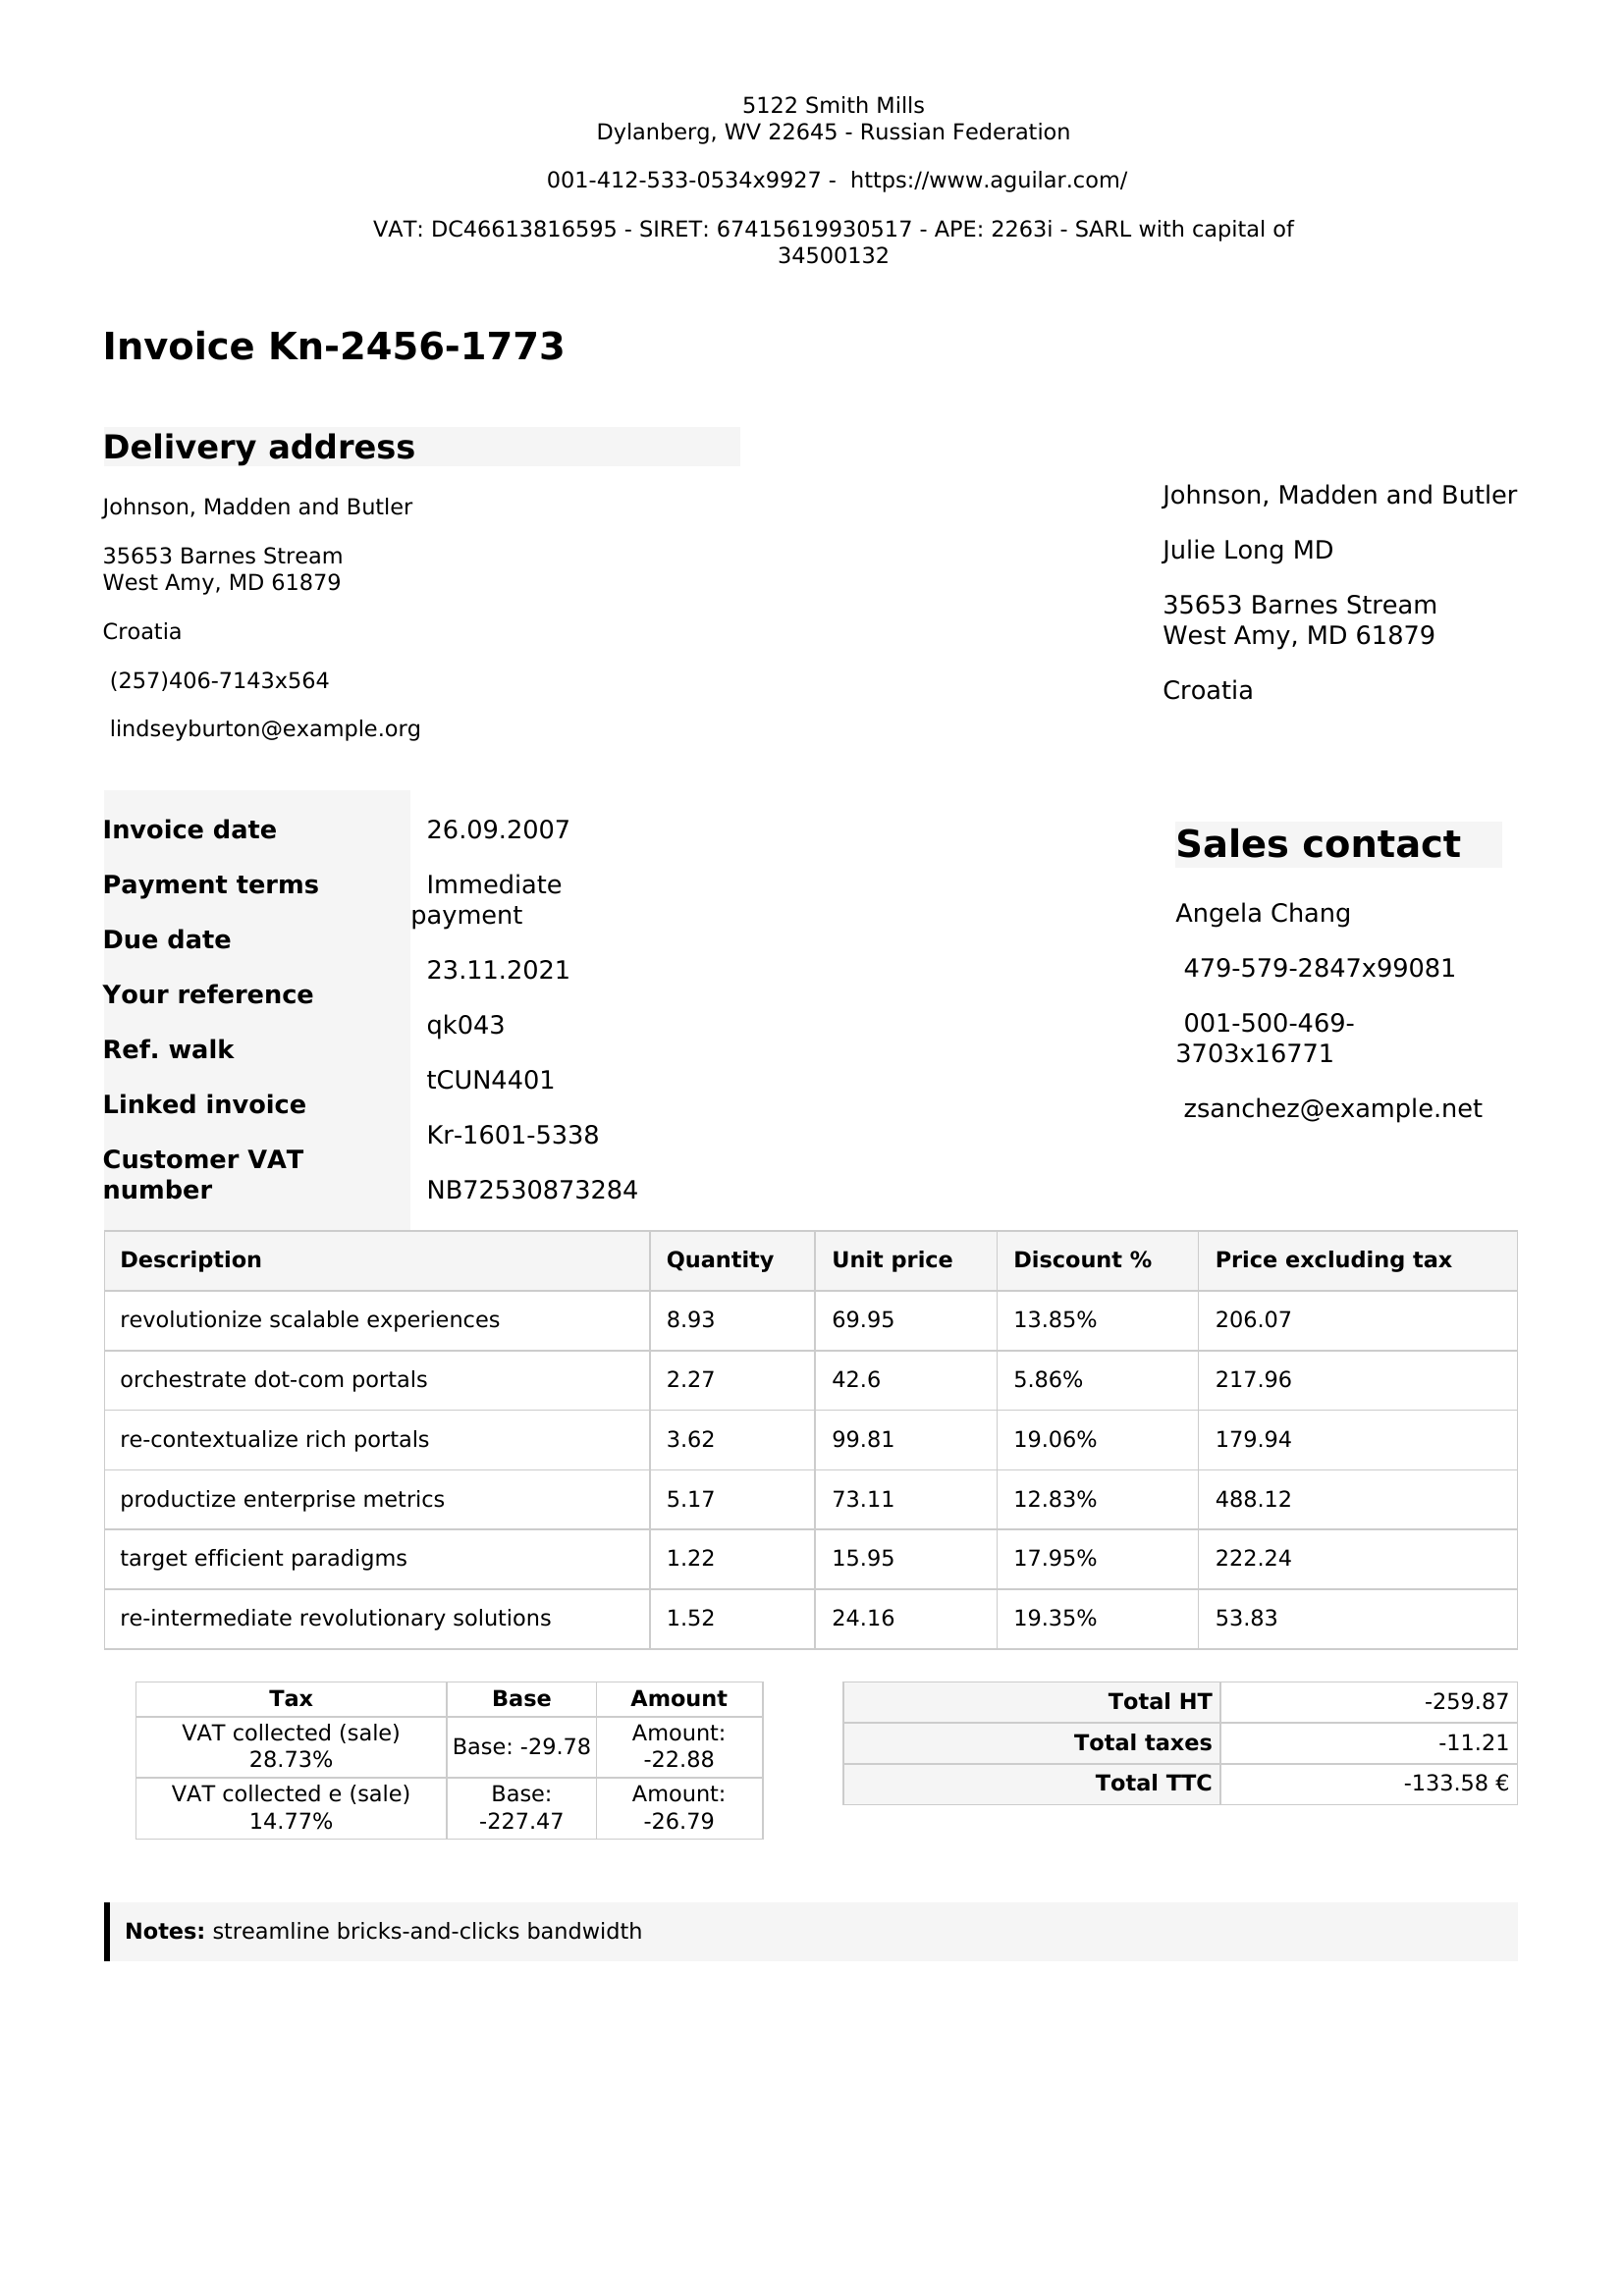 5122 Smith Mills
Dylanberg, WV 22645 - Russian Federation
001-412-533-0534x9927 -  https://www.aguilar.com/
VAT: DC46613816595 - SIRET: 67415619930517 - APE: 2263i - SARL with capital of
34500132
Invoice Kn-2456-1773
Delivery address
Johnson, Madden and Butler
35653 Barnes Stream
West Amy, MD 61879
Croatia
(257)406-7143x564
lindseyburton@example.org
Johnson, Madden and Butler
Julie Long MD
35653 Barnes Stream
West Amy, MD 61879
Croatia
Invoice date
Payment terms
Due date
Your reference
Ref. walk
Linked invoice
Customer VAT
number
26.09.2007
Immediate
payment
23.11.2021
qk043
tCUN4401
Kr-1601-5338
NB72530873284
Sales contact
Angela Chang
479-579-2847x99081
001-500-469-
3703x16771
zsanchez@example.net
Description Quantity Unit price Discount % Price excluding tax
revolutionize scalable experiences 8.93 69.95 13.85% 206.07
orchestrate dot-com portals 2.27 42.6 5.86% 217.96
re-contextualize rich portals 3.62 99.81 19.06% 179.94
productize enterprise metrics 5.17 73.11 12.83% 488.12
target efficient paradigms 1.22 15.95 17.95% 222.24
re-intermediate revolutionary solutions 1.52 24.16 19.35% 53.83
Tax Base Amount
VAT collected (sale)
28.73%
Base: -29.78
Amount:
-22.88
VAT collected e (sale)
14.77%
Base:
-227.47
Amount:
-26.79
Total HT -259.87
Total taxes -11.21
Total TTC -133.58 €
Notes: streamline bricks-and-clicks bandwidth